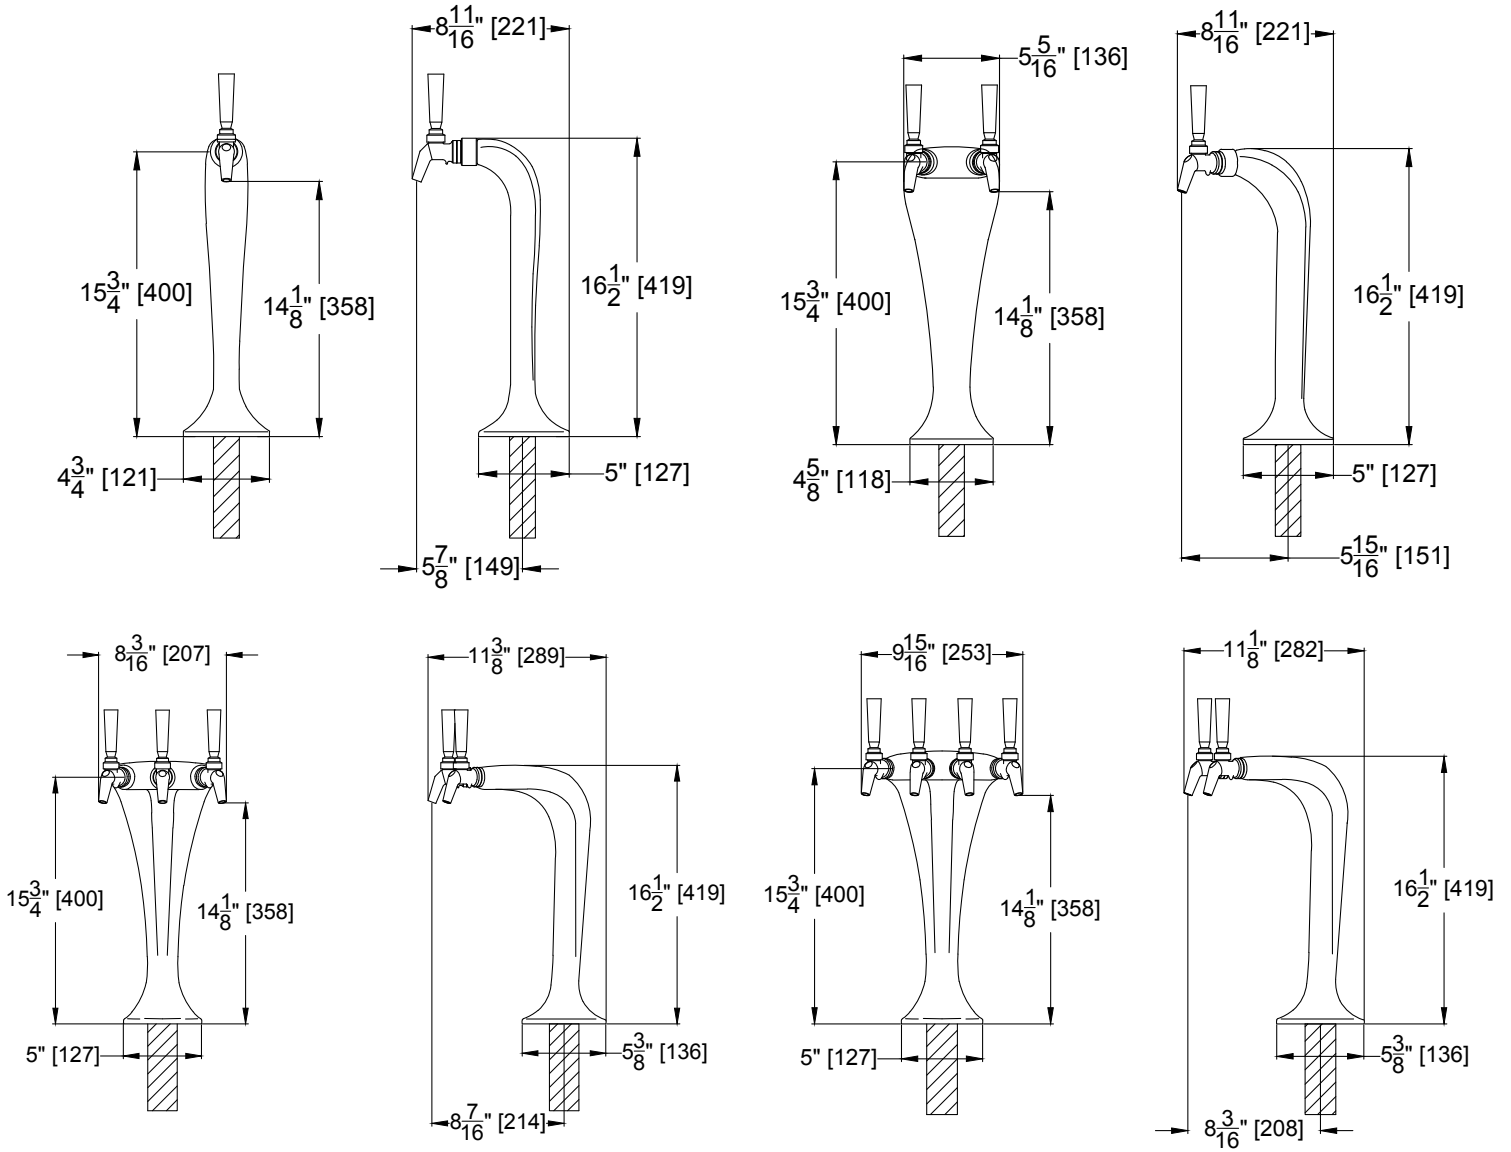 8 11/16" [221]
15 3/4" [400]
14 1/8" [358]
16 1/2" [419]
4 3/4" [121]
5" [127]
5 7/8" [149]
5 5/16" [136]
8 11/16" [221]
15 3/4" [400]
14 1/8" [358]
16 1/2" [419]
4 5/8" [118]
5" [127]
5 15/16" [151]
8 3/16" [207]
11 3/8" [289]
15 3/4" [400]
14 1/8" [358]
16 1/2" [419]
5" [127]
5 3/8" [136]
8 7/16" [214]
9 15/16" [253]
11 1/8" [282]
15 3/4" [400]
14 1/8" [358]
16 1/2" [419]
5" [127]
5 3/8" [136]
8 3/16" [208]